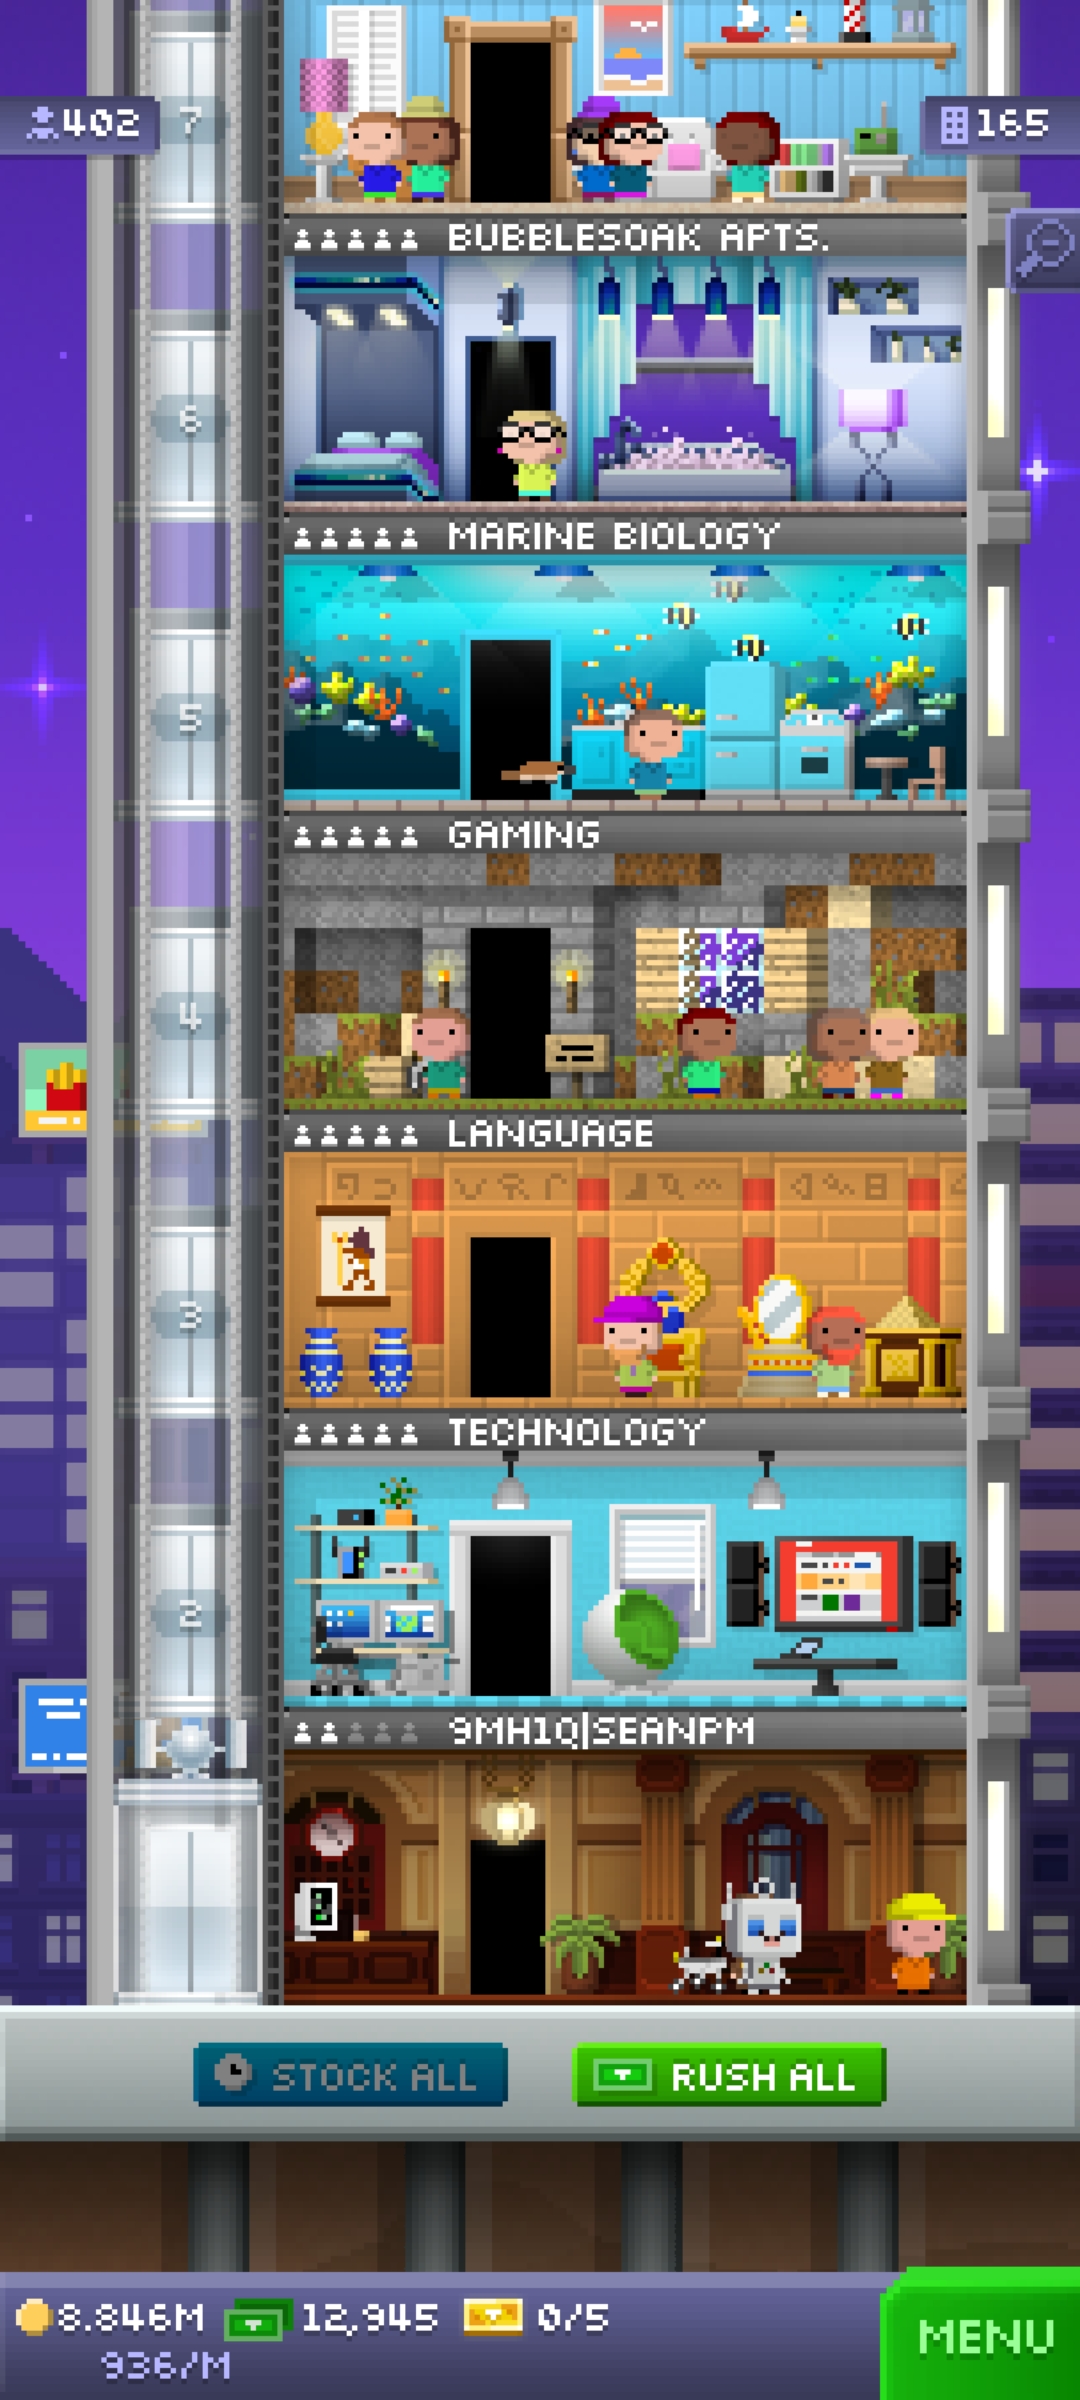 7
402
165
BUBBLESOAK APTS.
6
MARINE BIOLOGY
5
GAMING
4
LANGUAGE
3
TECHNOLOGY
2
9MH1Q|SEANPM
STOCK ALL
RUSH ALL
8.846M
12,945
0/5
936/M
MENU